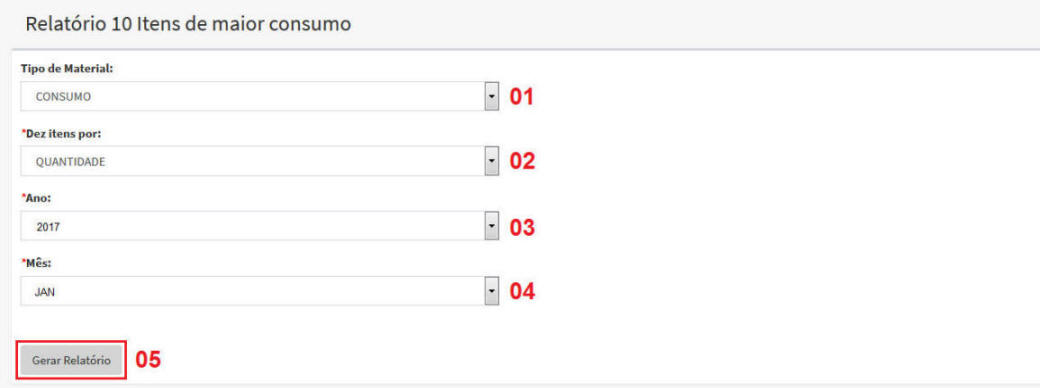 Relatório 10 Itens de maior consumo
Tipo de Material:
CONSUMO 01
*Dez itens por:
QUANTIDADE 02
*Ano:
2017 03
*Mês:
JAN 04
Gerar Relatório 05